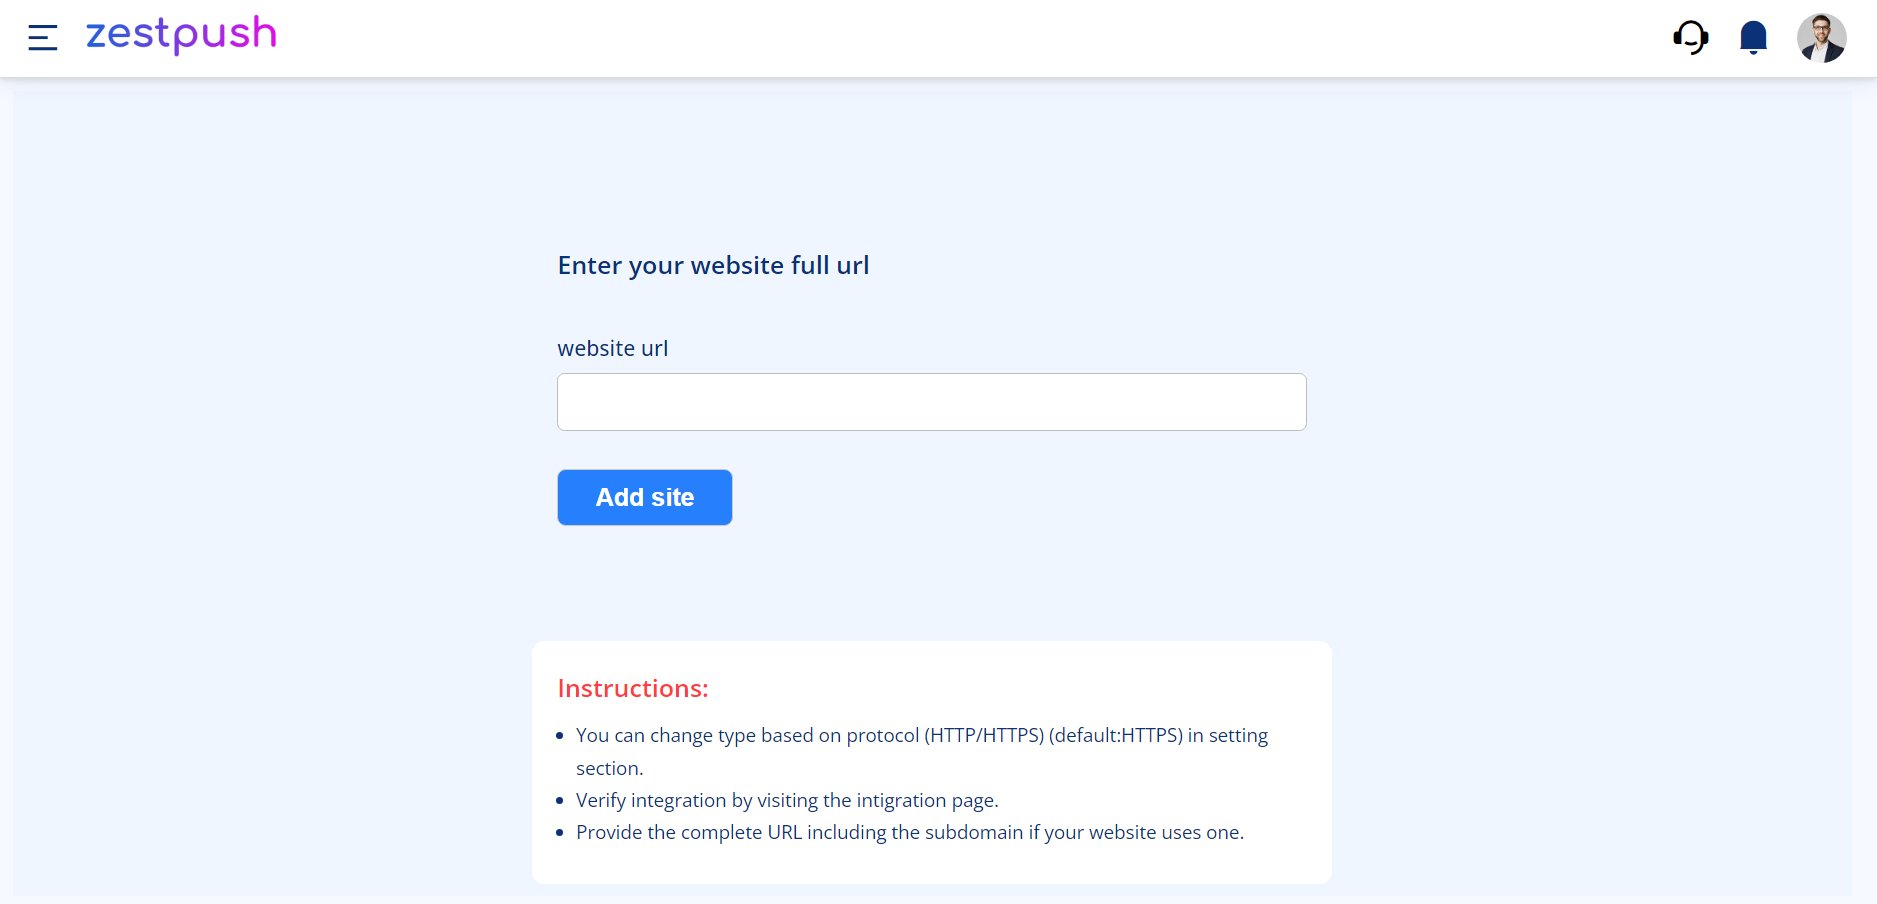 zestpush
Enter your website full url
website url
Add site
Instructions:
You can change type based on protocol (HTTP/HTTPS) (default:HTTPS) in setting
section.
Verify integration by visiting the intigration page.
Provide the complete URL including the subdomain if your website uses one.